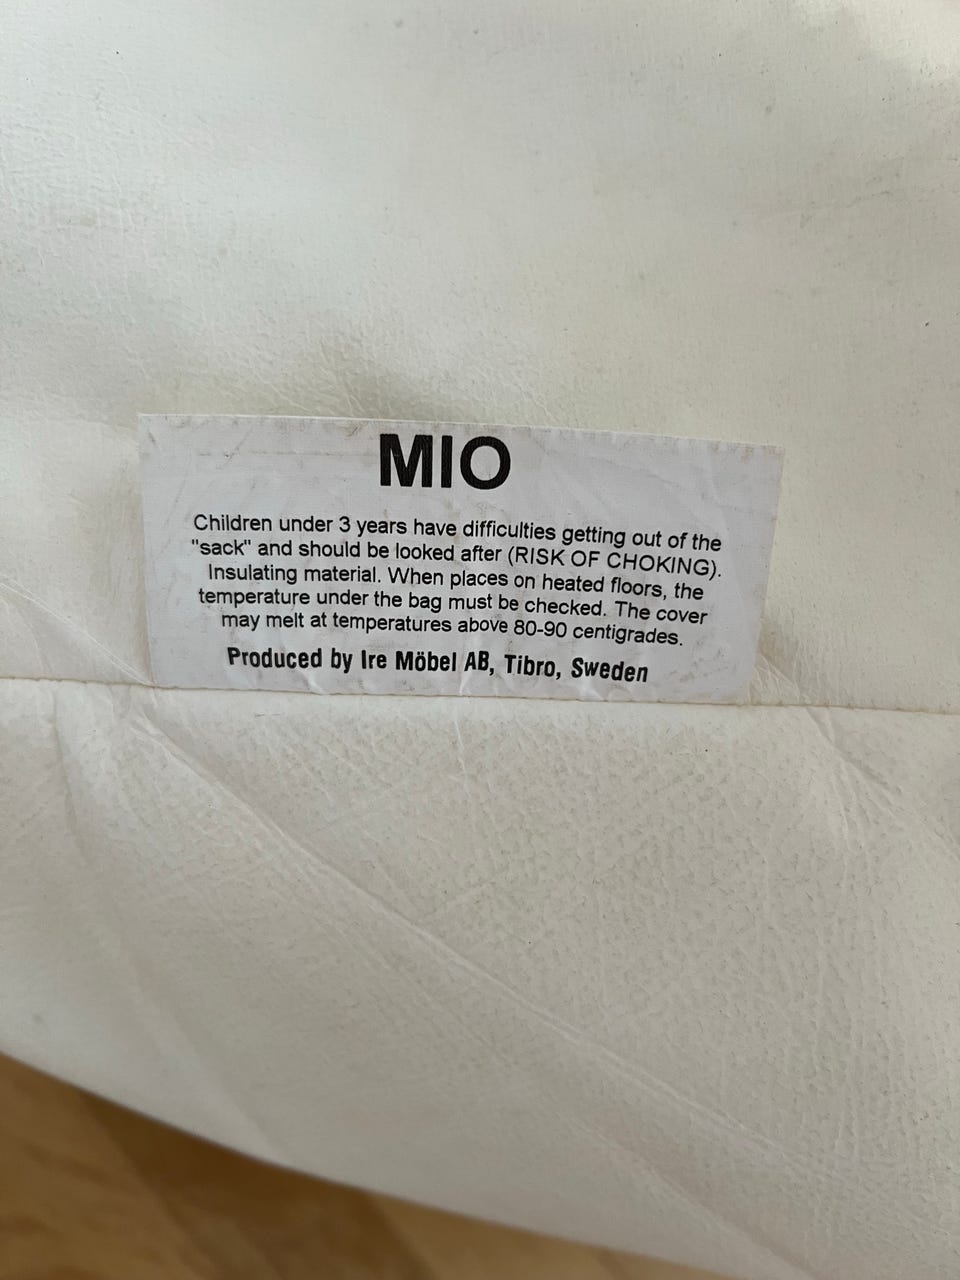 MIO
Children under 3 years have difficulties getting out of the
"sack" and should be looked after (RISK OF CHOKING).
Insulating material. When places on heated floors, the
temperature under the bag must be checked. The cover
may melt at temperatures above 80-90 centigrades.
Produced by Ire Möbel AB, Tibro, Sweden